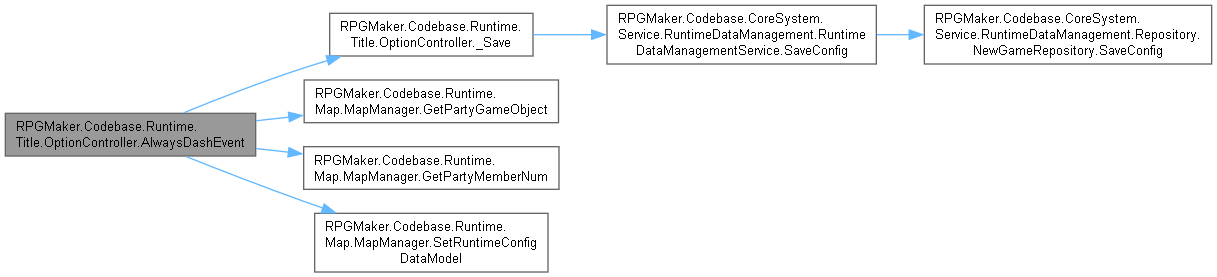 RPGMaker.Codebase.Runtime.
Title.OptionController.AlwaysDashEvent
RPGMaker.Codebase.Runtime.
Title.OptionController._Save
RPGMaker.Codebase.CoreSystem.
Service.RuntimeDataManagement.Runtime
DataManagementService.SaveConfig
RPGMaker.Codebase.CoreSystem.
Service.RuntimeDataManagement.Repository.
NewGameRepository.SaveConfig
RPGMaker.Codebase.Runtime.
Map.MapManager.GetPartyGameObject
RPGMaker.Codebase.Runtime.
Map.MapManager.GetPartyMemberNum
RPGMaker.Codebase.Runtime.
Map.MapManager.SetRuntimeConfig
DataModel